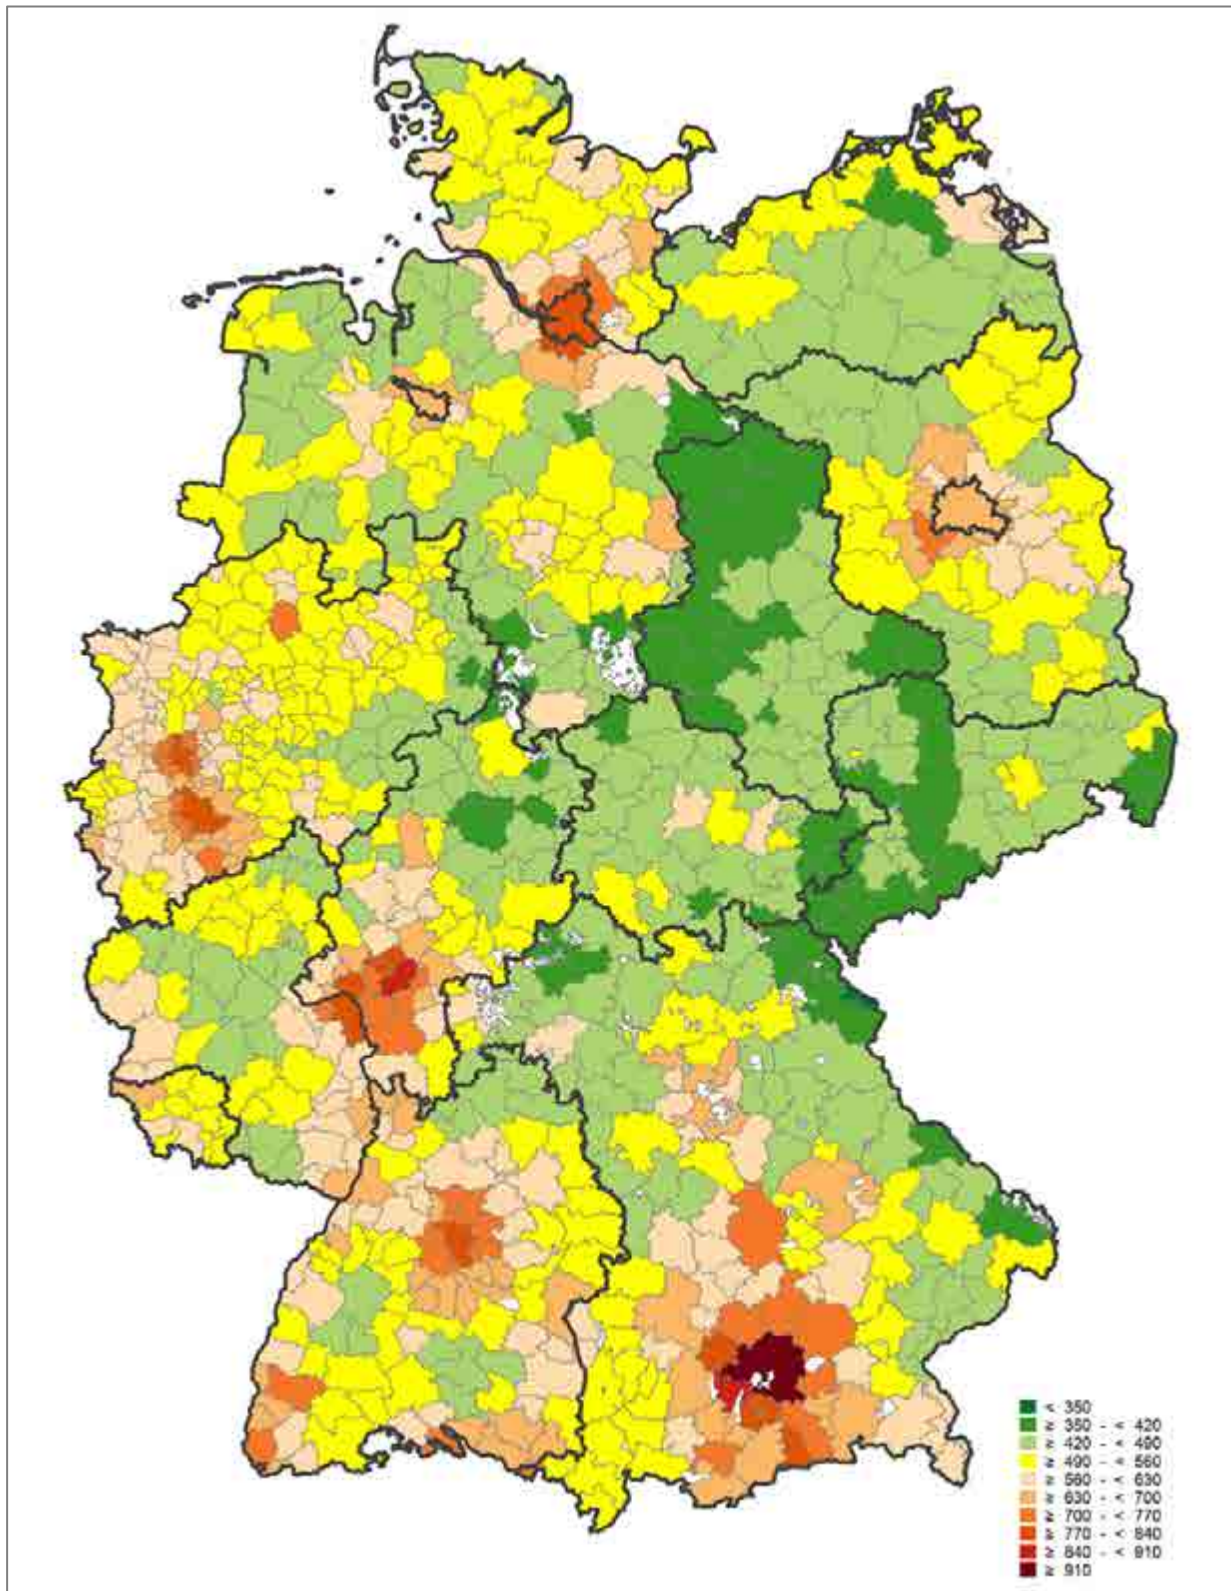 < 350
≥ 350 - < 420
≥ 420 - < 490
≥ 490 - < 560
≥ 560 - < 630
≥ 630 - < 700
≥ 700 - < 770
≥ 770 - < 840
≥ 840 - < 910
≥ 910